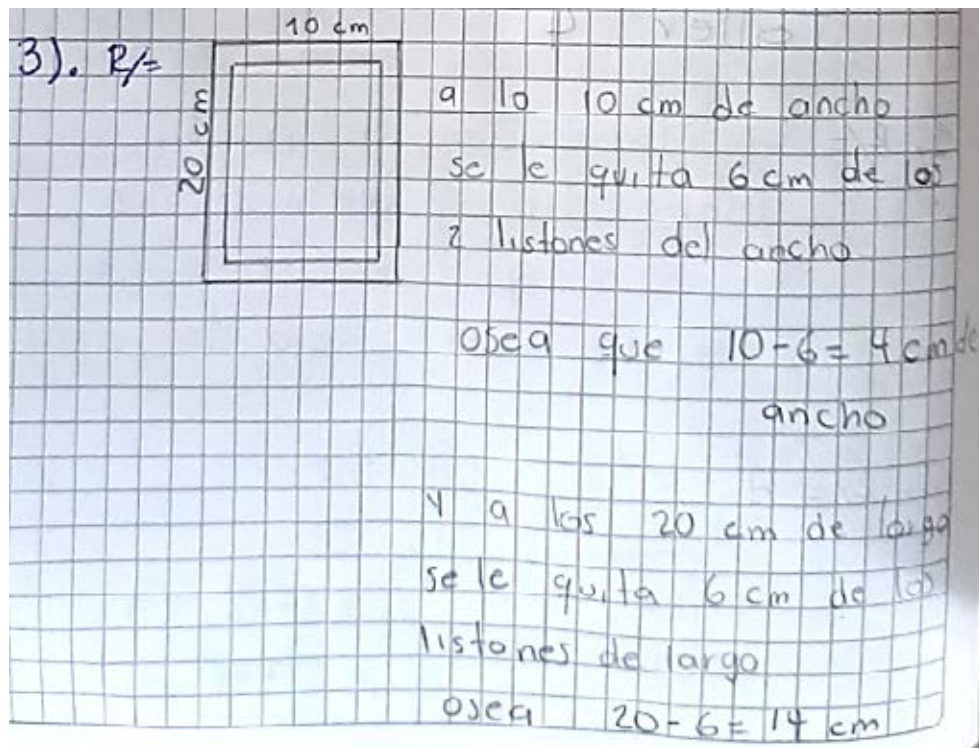 10 cm
3). R/=
20 cm
a lo 10 cm de ancho
se le quita 6 cm de los
2 listones del ancho
osea que 10-6= 4 cm de
ancho
y a los 20 cm de largo
se le quita 6 cm de los
listones de largo
osea 20-6= 14 cm